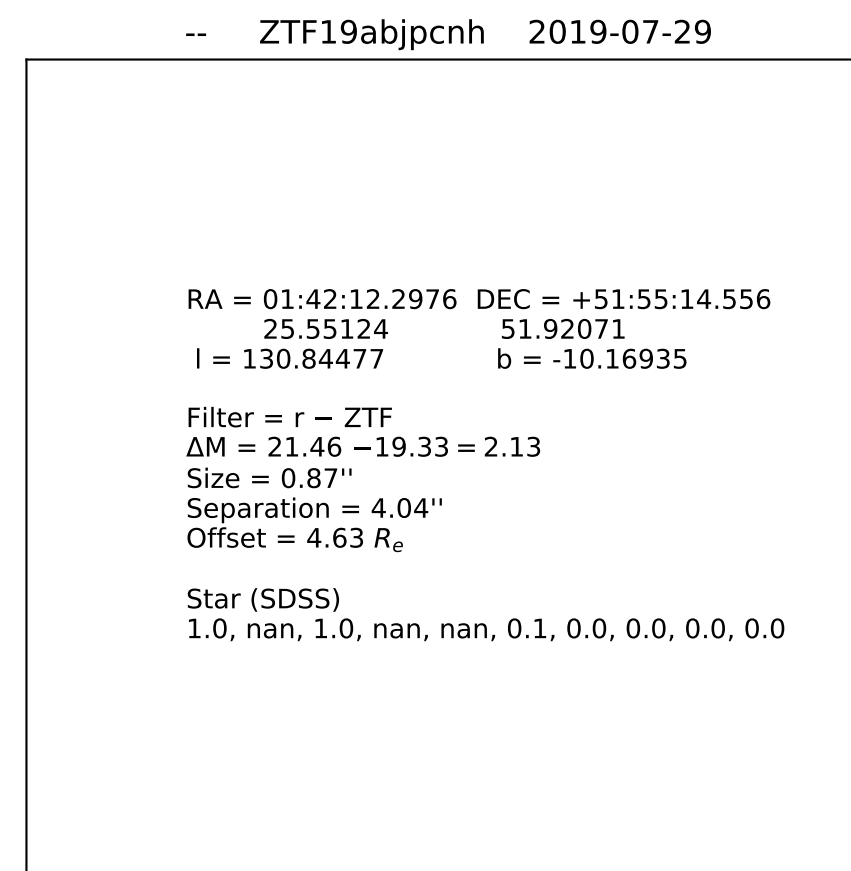 -- ZTF19abjpcnh 2019-07-29
RA = 01:42:12.2976 DEC = +51:55:14.556
25.55124 51.92071
l = 130.84477 b = -10.16935
Filter = r − ZTF
ΔM = 21.46 −19.33 = 2.13
Size = 0.87''
Separation = 4.04''
Offset = 4.63 Rₑ
Star (SDSS)
1.0, nan, 1.0, nan, nan, 0.1, 0.0, 0.0, 0.0, 0.0